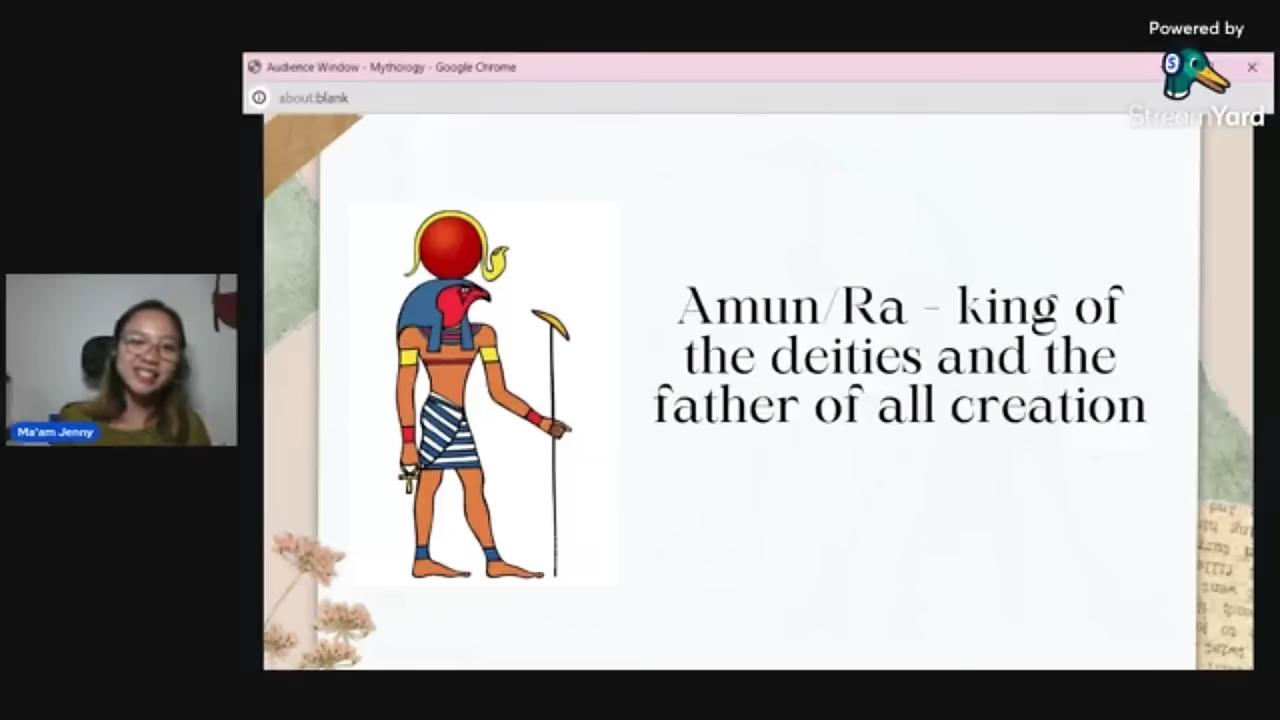 Powered by
StreamYard
Audience Window - Mythology - Google Chrome
about:blank
Amun/Ra - king of
the deities and the
father of all creation
Ma'am Jenny